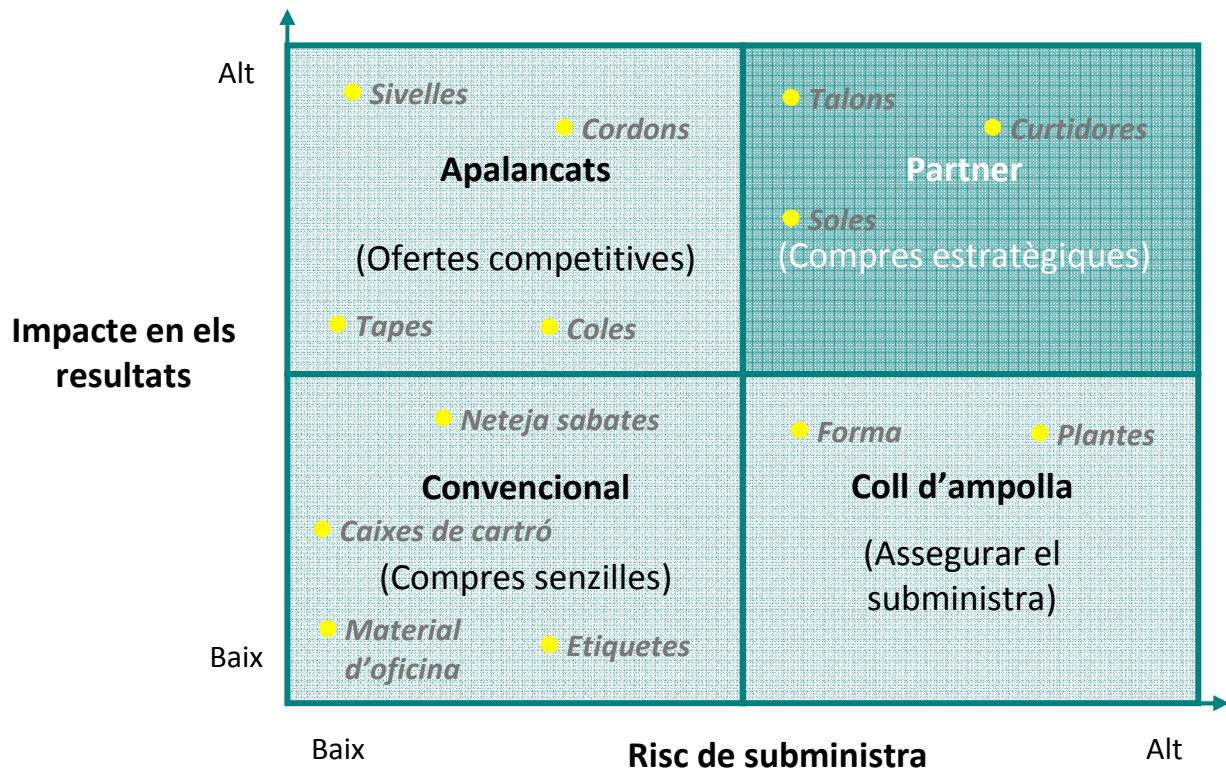 Alt
Sivelles
Cordons
Apalancats
(Ofertes competitives)
Tapes
Coles
Talons
Curtidores
Partner
Soles
(Compres estratègiques)
Impacte en els
resultats
Neteja sabates
Convencional
Caixes de cartró
(Compres senzilles)
Material
d’oficina
Etiquetes
Forma
Plantes
Coll d’ampolla
(Assegurar el
subministra)
Baix
Baix
Risc de subministra
Alt